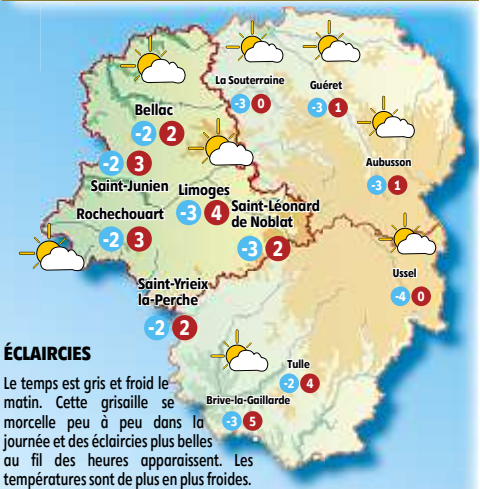 La Souterraine
-3 0
Guéret
-3 1
Bellac
-2 2
Aubusson
-3 1
-2 3
Saint-Junien
Limoges
-3 4
Saint-Léonard
de Noblat
-3 2
Rochechouart
-2 3
Ussel
-4 0
Saint-Yrieix
la-Perche
-2 2
Tulle
-2 4
Brive-la-Gaillarde
-3 5
ÉCLAIRCIES
Le temps est gris et froid le
matin. Cette grisaille se
morcelle peu à peu dans la
journée et des éclaircies plus belles
au fil des heures apparaissent. Les
températures sont de plus en plus froides.